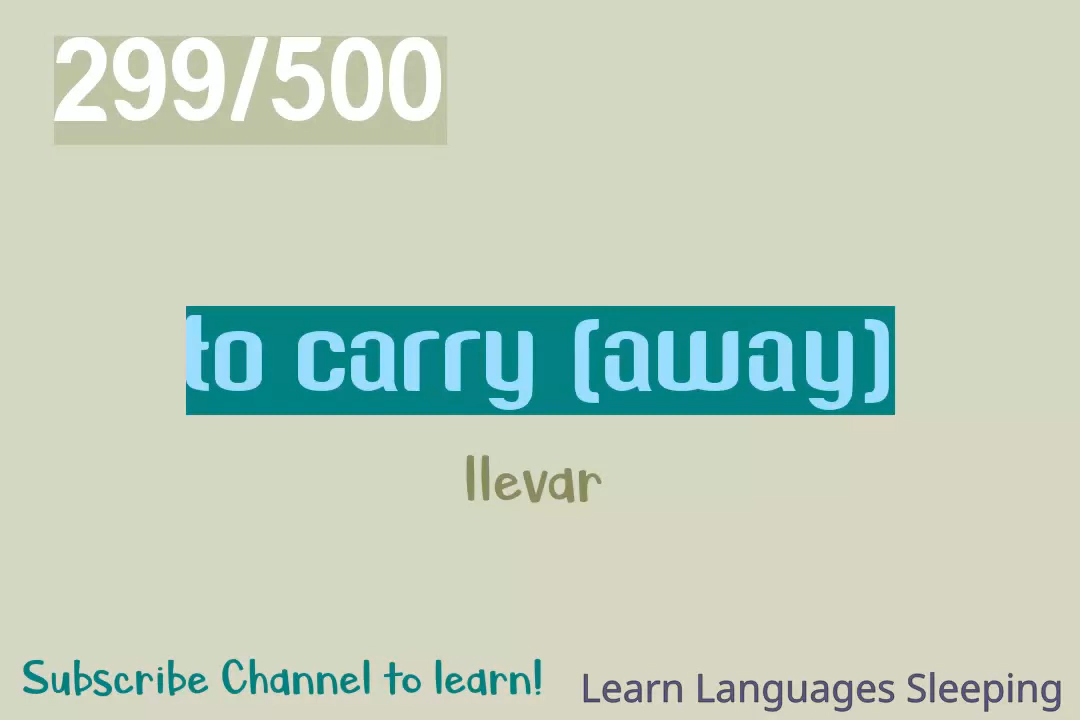 299/500
to carry (away)
llevar
Subscribe Channel to learn!
Learn Languages Sleeping